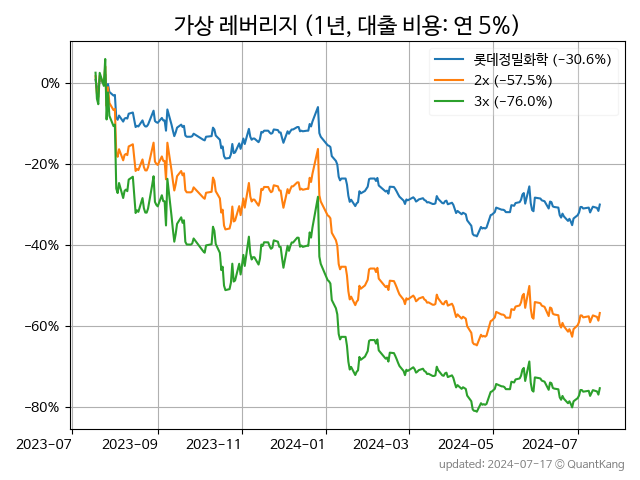 가상 레버리지 (1년, 대출 비용: 연 5%)
롯데정밀화학 (−30.6%)
2x (−57.5%)
3x (−76.0%)
0%
−20%
−40%
−60%
−80%
2023-07 2023-09 2023-11 2024-01 2024-03 2024-05 2024-07
updated: 2024-07-17 © QuantKang